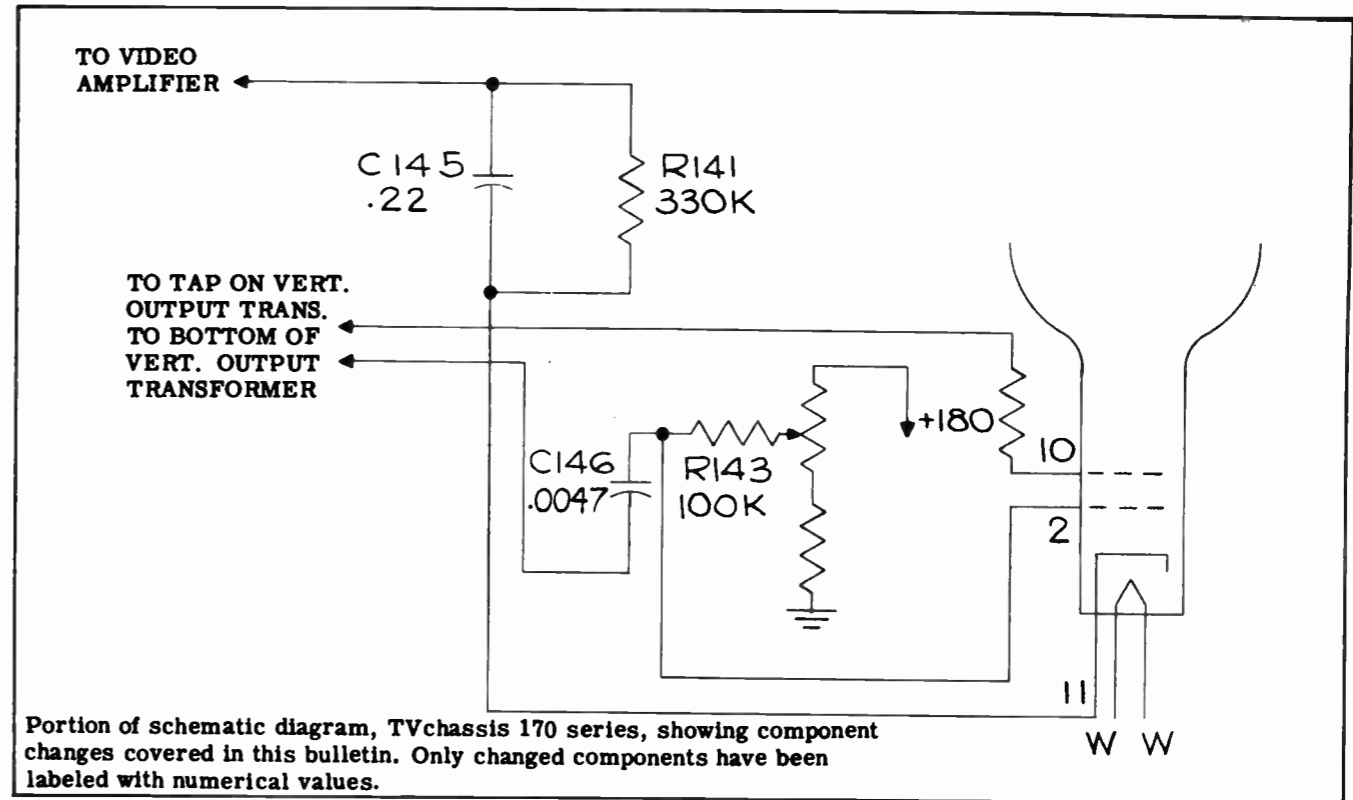 TO VIDEO
AMPLIFIER
C145
.22
R141
330K
TO TAP ON VERT.
OUTPUT TRANS.
TO BOTTOM OF
VERT. OUTPUT
TRANSFORMER
+180
10
C146
.0047
R143
100K
2
11
W W
Portion of schematic diagram, TVchassis 170 series, showing component
changes covered in this bulletin. Only changed components have been
labeled with numerical values.